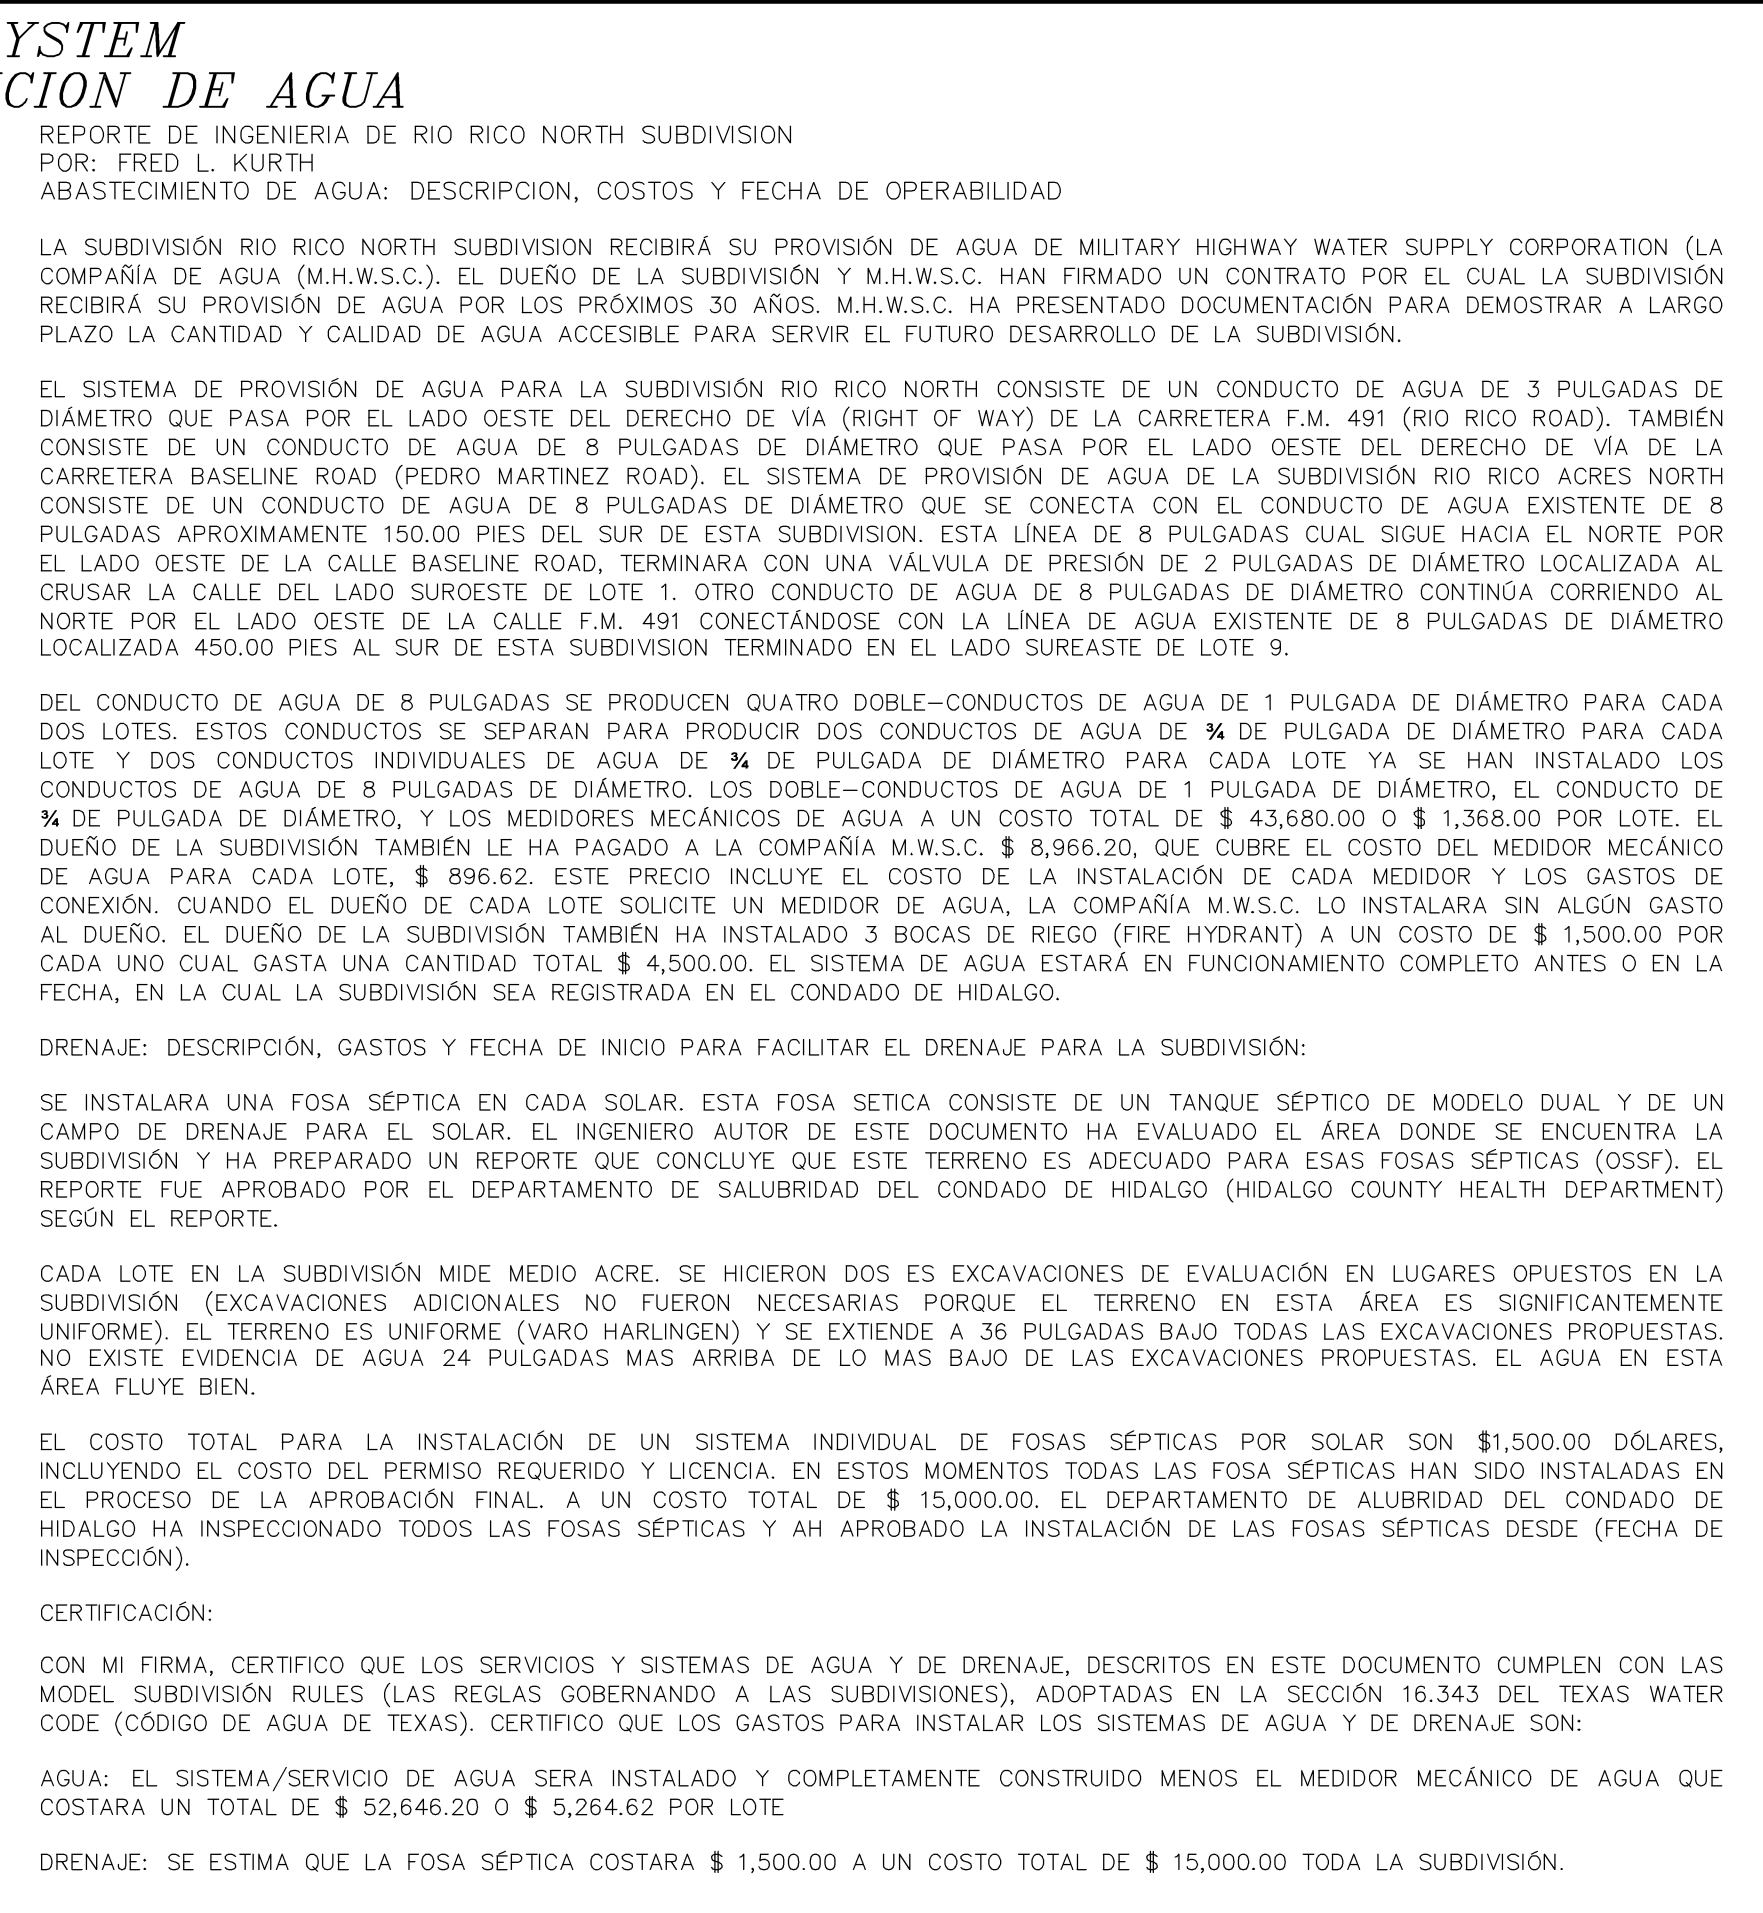 YSTEM
CION DE AGUA
REPORTE DE INGENIERIA DE RIO RICO NORTH SUBDIVISION
POR: FRED L. KURTH
ABASTECIMIENTO DE AGUA: DESCRIPCION, COSTOS Y FECHA DE OPERABILIDAD
LA SUBDIVISIÓN RIO RICO NORTH SUBDIVISION RECIBIRÁ SU PROVISIÓN DE AGUA DE MILITARY HIGHWAY WATER SUPPLY CORPORATION (LA
COMPAÑÍA DE AGUA (M.H.W.S.C.). EL DUEÑO DE LA SUBDIVISIÓN Y M.H.W.S.C. HAN FIRMADO UN CONTRATO POR EL CUAL LA SUBDIVISIÓN
RECIBIRÁ SU PROVISIÓN DE AGUA POR LOS PRÓXIMOS 30 AÑOS. M.H.W.S.C. HA PRESENTADO DOCUMENTACIÓN PARA DEMOSTRAR A LARGO
PLAZO LA CANTIDAD Y CALIDAD DE AGUA ACCESIBLE PARA SERVIR EL FUTURO DESARROLLO DE LA SUBDIVISIÓN.
EL SISTEMA DE PROVISIÓN DE AGUA PARA LA SUBDIVISIÓN RIO RICO NORTH CONSISTE DE UN CONDUCTO DE AGUA DE 3 PULGADAS DE
DIÁMETRO QUE PASA POR EL LADO OESTE DEL DERECHO DE VÍA (RIGHT OF WAY) DE LA CARRETERA F.M. 491 (RIO RICO ROAD). TAMBIÉN
CONSISTE DE UN CONDUCTO DE AGUA DE 8 PULGADAS DE DIÁMETRO QUE PASA POR EL LADO OESTE DEL DERECHO DE VÍA DE LA
CARRETERA BASELINE ROAD (PEDRO MARTINEZ ROAD). EL SISTEMA DE PROVISIÓN DE AGUA DE LA SUBDIVISIÓN RIO RICO ACRES NORTH
CONSISTE DE UN CONDUCTO DE AGUA DE 8 PULGADAS DE DIÁMETRO QUE SE CONECTA CON EL CONDUCTO DE AGUA EXISTENTE DE 8
PULGADAS APROXIMAMENTE 150.00 PIES DEL SUR DE ESTA SUBDIVISION. ESTA LÍNEA DE 8 PULGADAS CUAL SIGUE HACIA EL NORTE POR
EL LADO OESTE DE LA CALLE BASELINE ROAD, TERMINARA CON UNA VÁLVULA DE PRESIÓN DE 2 PULGADAS DE DIÁMETRO LOCALIZADA AL
CRUSAR LA CALLE DEL LADO SUROESTE DE LOTE 1. OTRO CONDUCTO DE AGUA DE 8 PULGADAS DE DIÁMETRO CONTINÚA CORRIENDO AL
NORTE POR EL LADO OESTE DE LA CALLE F.M. 491 CONECTÁNDOSE CON LA LÍNEA DE AGUA EXISTENTE DE 8 PULGADAS DE DIÁMETRO
LOCALIZADA 450.00 PIES AL SUR DE ESTA SUBDIVISION TERMINADO EN EL LADO SUREASTE DE LOTE 9.
DEL CONDUCTO DE AGUA DE 8 PULGADAS SE PRODUCEN QUATRO DOBLE-CONDUCTOS DE AGUA DE 1 PULGADA DE DIÁMETRO PARA CADA
DOS LOTES. ESTOS CONDUCTOS SE SEPARAN PARA PRODUCIR DOS CONDUCTOS DE AGUA DE ¾ DE PULGADA DE DIÁMETRO PARA CADA
LOTE Y DOS CONDUCTOS INDIVIDUALES DE AGUA DE ¾ DE PULGADA DE DIÁMETRO PARA CADA LOTE YA SE HAN INSTALADO LOS
CONDUCTOS DE AGUA DE 8 PULGADAS DE DIÁMETRO. LOS DOBLE-CONDUCTOS DE AGUA DE 1 PULGADA DE DIÁMETRO, EL CONDUCTO DE
¾ DE PULGADA DE DIÁMETRO, Y LOS MEDIDORES MECÁNICOS DE AGUA A UN COSTO TOTAL DE $ 43,680.00 O $ 1,368.00 POR LOTE. EL
DUEÑO DE LA SUBDIVISIÓN TAMBIÉN LE HA PAGADO A LA COMPAÑÍA M.W.S.C. $ 8,966.20, QUE CUBRE EL COSTO DEL MEDIDOR MECÁNICO
DE AGUA PARA CADA LOTE, $ 896.62. ESTE PRECIO INCLUYE EL COSTO DE LA INSTALACIÓN DE CADA MEDIDOR Y LOS GASTOS DE
CONEXIÓN. CUANDO EL DUEÑO DE CADA LOTE SOLICITE UN MEDIDOR DE AGUA, LA COMPAÑÍA M.W.S.C. LO INSTALARA SIN ALGÚN GASTO
AL DUEÑO. EL DUEÑO DE LA SUBDIVISIÓN TAMBIÉN HA INSTALADO 3 BOCAS DE RIEGO (FIRE HYDRANT) A UN COSTO DE $ 1,500.00 POR
CADA UNO CUAL GASTA UNA CANTIDAD TOTAL $ 4,500.00. EL SISTEMA DE AGUA ESTARÁ EN FUNCIONAMIENTO COMPLETO ANTES O EN LA
FECHA, EN LA CUAL LA SUBDIVISIÓN SEA REGISTRADA EN EL CONDADO DE HIDALGO.
DRENAJE: DESCRIPCIÓN, GASTOS Y FECHA DE INICIO PARA FACILITAR EL DRENAJE PARA LA SUBDIVISIÓN:
SE INSTALARA UNA FOSA SÉPTICA EN CADA SOLAR. ESTA FOSA SETICA CONSISTE DE UN TANQUE SÉPTICO DE MODELO DUAL Y DE UN
CAMPO DE DRENAJE PARA EL SOLAR. EL INGENIERO AUTOR DE ESTE DOCUMENTO HA EVALUADO EL ÁREA DONDE SE ENCUENTRA LA
SUBDIVISIÓN Y HA PREPARADO UN REPORTE QUE CONCLUYE QUE ESTE TERRENO ES ADECUADO PARA ESAS FOSAS SÉPTICAS (OSSF). EL
REPORTE FUE APROBADO POR EL DEPARTAMENTO DE SALUBRIDAD DEL CONDADO DE HIDALGO (HIDALGO COUNTY HEALTH DEPARTMENT)
SEGÚN EL REPORTE.
CADA LOTE EN LA SUBDIVISIÓN MIDE MEDIO ACRE. SE HICIERON DOS ES EXCAVACIONES DE EVALUACIÓN EN LUGARES OPUESTOS EN LA
SUBDIVISIÓN (EXCAVACIONES ADICIONALES NO FUERON NECESARIAS PORQUE EL TERRENO EN ESTA ÁREA ES SIGNIFICANTEMENTE
UNIFORME). EL TERRENO ES UNIFORME (VARO HARLINGEN) Y SE EXTIENDE A 36 PULGADAS BAJO TODAS LAS EXCAVACIONES PROPUESTAS.
NO EXISTE EVIDENCIA DE AGUA 24 PULGADAS MAS ARRIBA DE LO MAS BAJO DE LAS EXCAVACIONES PROPUESTAS. EL AGUA EN ESTA
ÁREA FLUYE BIEN.
EL COSTO TOTAL PARA LA INSTALACIÓN DE UN SISTEMA INDIVIDUAL DE FOSAS SÉPTICAS POR SOLAR SON $1,500.00 DÓLARES,
INCLUYENDO EL COSTO DEL PERMISO REQUERIDO Y LICENCIA. EN ESTOS MOMENTOS TODAS LAS FOSA SÉPTICAS HAN SIDO INSTALADAS EN
EL PROCESO DE LA APROBACIÓN FINAL. A UN COSTO TOTAL DE $ 15,000.00. EL DEPARTAMENTO DE ALUBRIDAD DEL CONDADO DE
HIDALGO HA INSPECCIONADO TODOS LAS FOSAS SÉPTICAS Y AH APROBADO LA INSTALACIÓN DE LAS FOSAS SÉPTICAS DESDE (FECHA DE
INSPECCIÓN).
CERTIFICACIÓN:
CON MI FIRMA, CERTIFICO QUE LOS SERVICIOS Y SISTEMAS DE AGUA Y DE DRENAJE, DESCRITOS EN ESTE DOCUMENTO CUMPLEN CON LAS
MODEL SUBDIVISIÓN RULES (LAS REGLAS GOBERNANDO A LAS SUBDIVISIONES), ADOPTADAS EN LA SECCIÓN 16.343 DEL TEXAS WATER
CODE (CÓDIGO DE AGUA DE TEXAS). CERTIFICO QUE LOS GASTOS PARA INSTALAR LOS SISTEMAS DE AGUA Y DE DRENAJE SON:
AGUA: EL SISTEMA/SERVICIO DE AGUA SERA INSTALADO Y COMPLETAMENTE CONSTRUIDO MENOS EL MEDIDOR MECÁNICO DE AGUA QUE
COSTARA UN TOTAL DE $ 52,646.20 O $ 5,264.62 POR LOTE
DRENAJE: SE ESTIMA QUE LA FOSA SÉPTICA COSTARA $ 1,500.00 A UN COSTO TOTAL DE $ 15,000.00 TODA LA SUBDIVISIÓN.